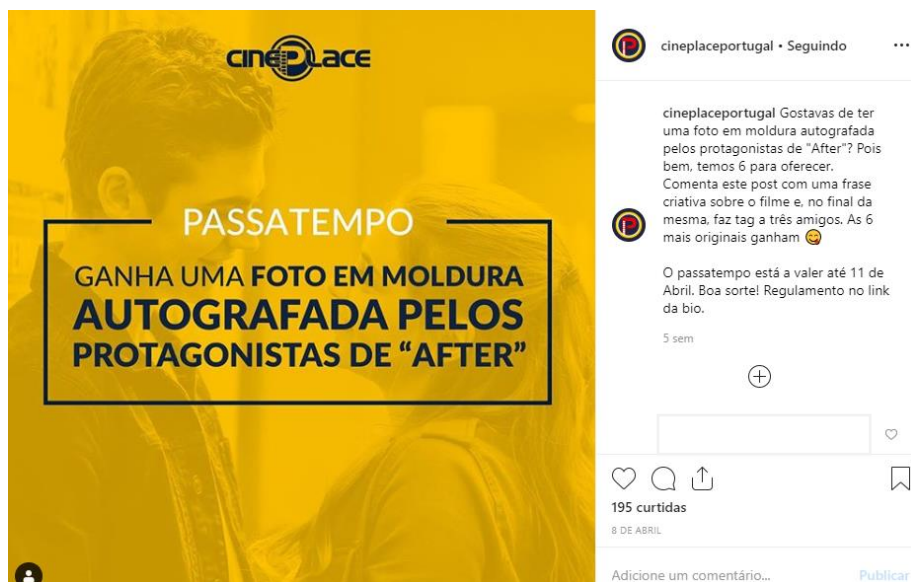 CINEPLACE
PASSATEMPO
GANHA UMA FOTO EM MOLDURA
AUTOGRAFADA PELOS
PROTAGONISTAS DE “AFTER”
cineplaceportugal • Seguindo
cineplaceportugal Gostavas de ter
uma foto em moldura autografada
pelos protagonistas de "After"? Pois
bem, temos 6 para oferecer.
Comenta este post com uma frase
criativa sobre o filme e, no final da
mesma, faz tag a três amigos. As 6
mais originais ganham 😋
O passatempo está a valer até 11 de
Abril. Boa sorte! Regulamento no link
da bio.
5 sem
195 curtidas
8 DE ABRIL
Adicione um comentário...
Publicar